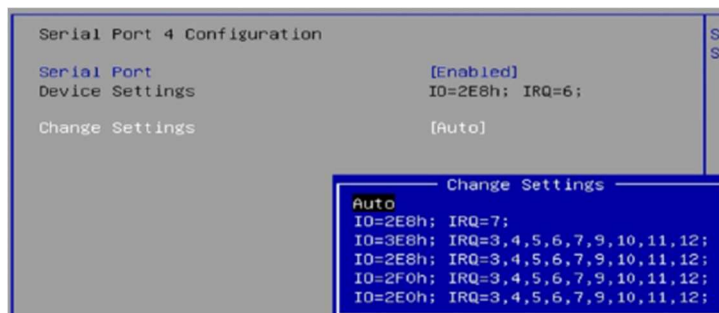 Serial Port 4 Configuration
Serial Port [Enabled]
Device Settings IO=2E8h; IRQ=6;
Change Settings [Auto]
Change Settings
Auto
IO=2E8h; IRQ=7;
IO=3E8h; IRQ=3,4,5,6,7,9,10,11,12;
IO=2E8h; IRQ=3,4,5,6,7,9,10,11,12;
IO=2F0h; IRQ=3,4,5,6,7,9,10,11,12;
IO=2E0h; IRQ=3,4,5,6,7,9,10,11,12;